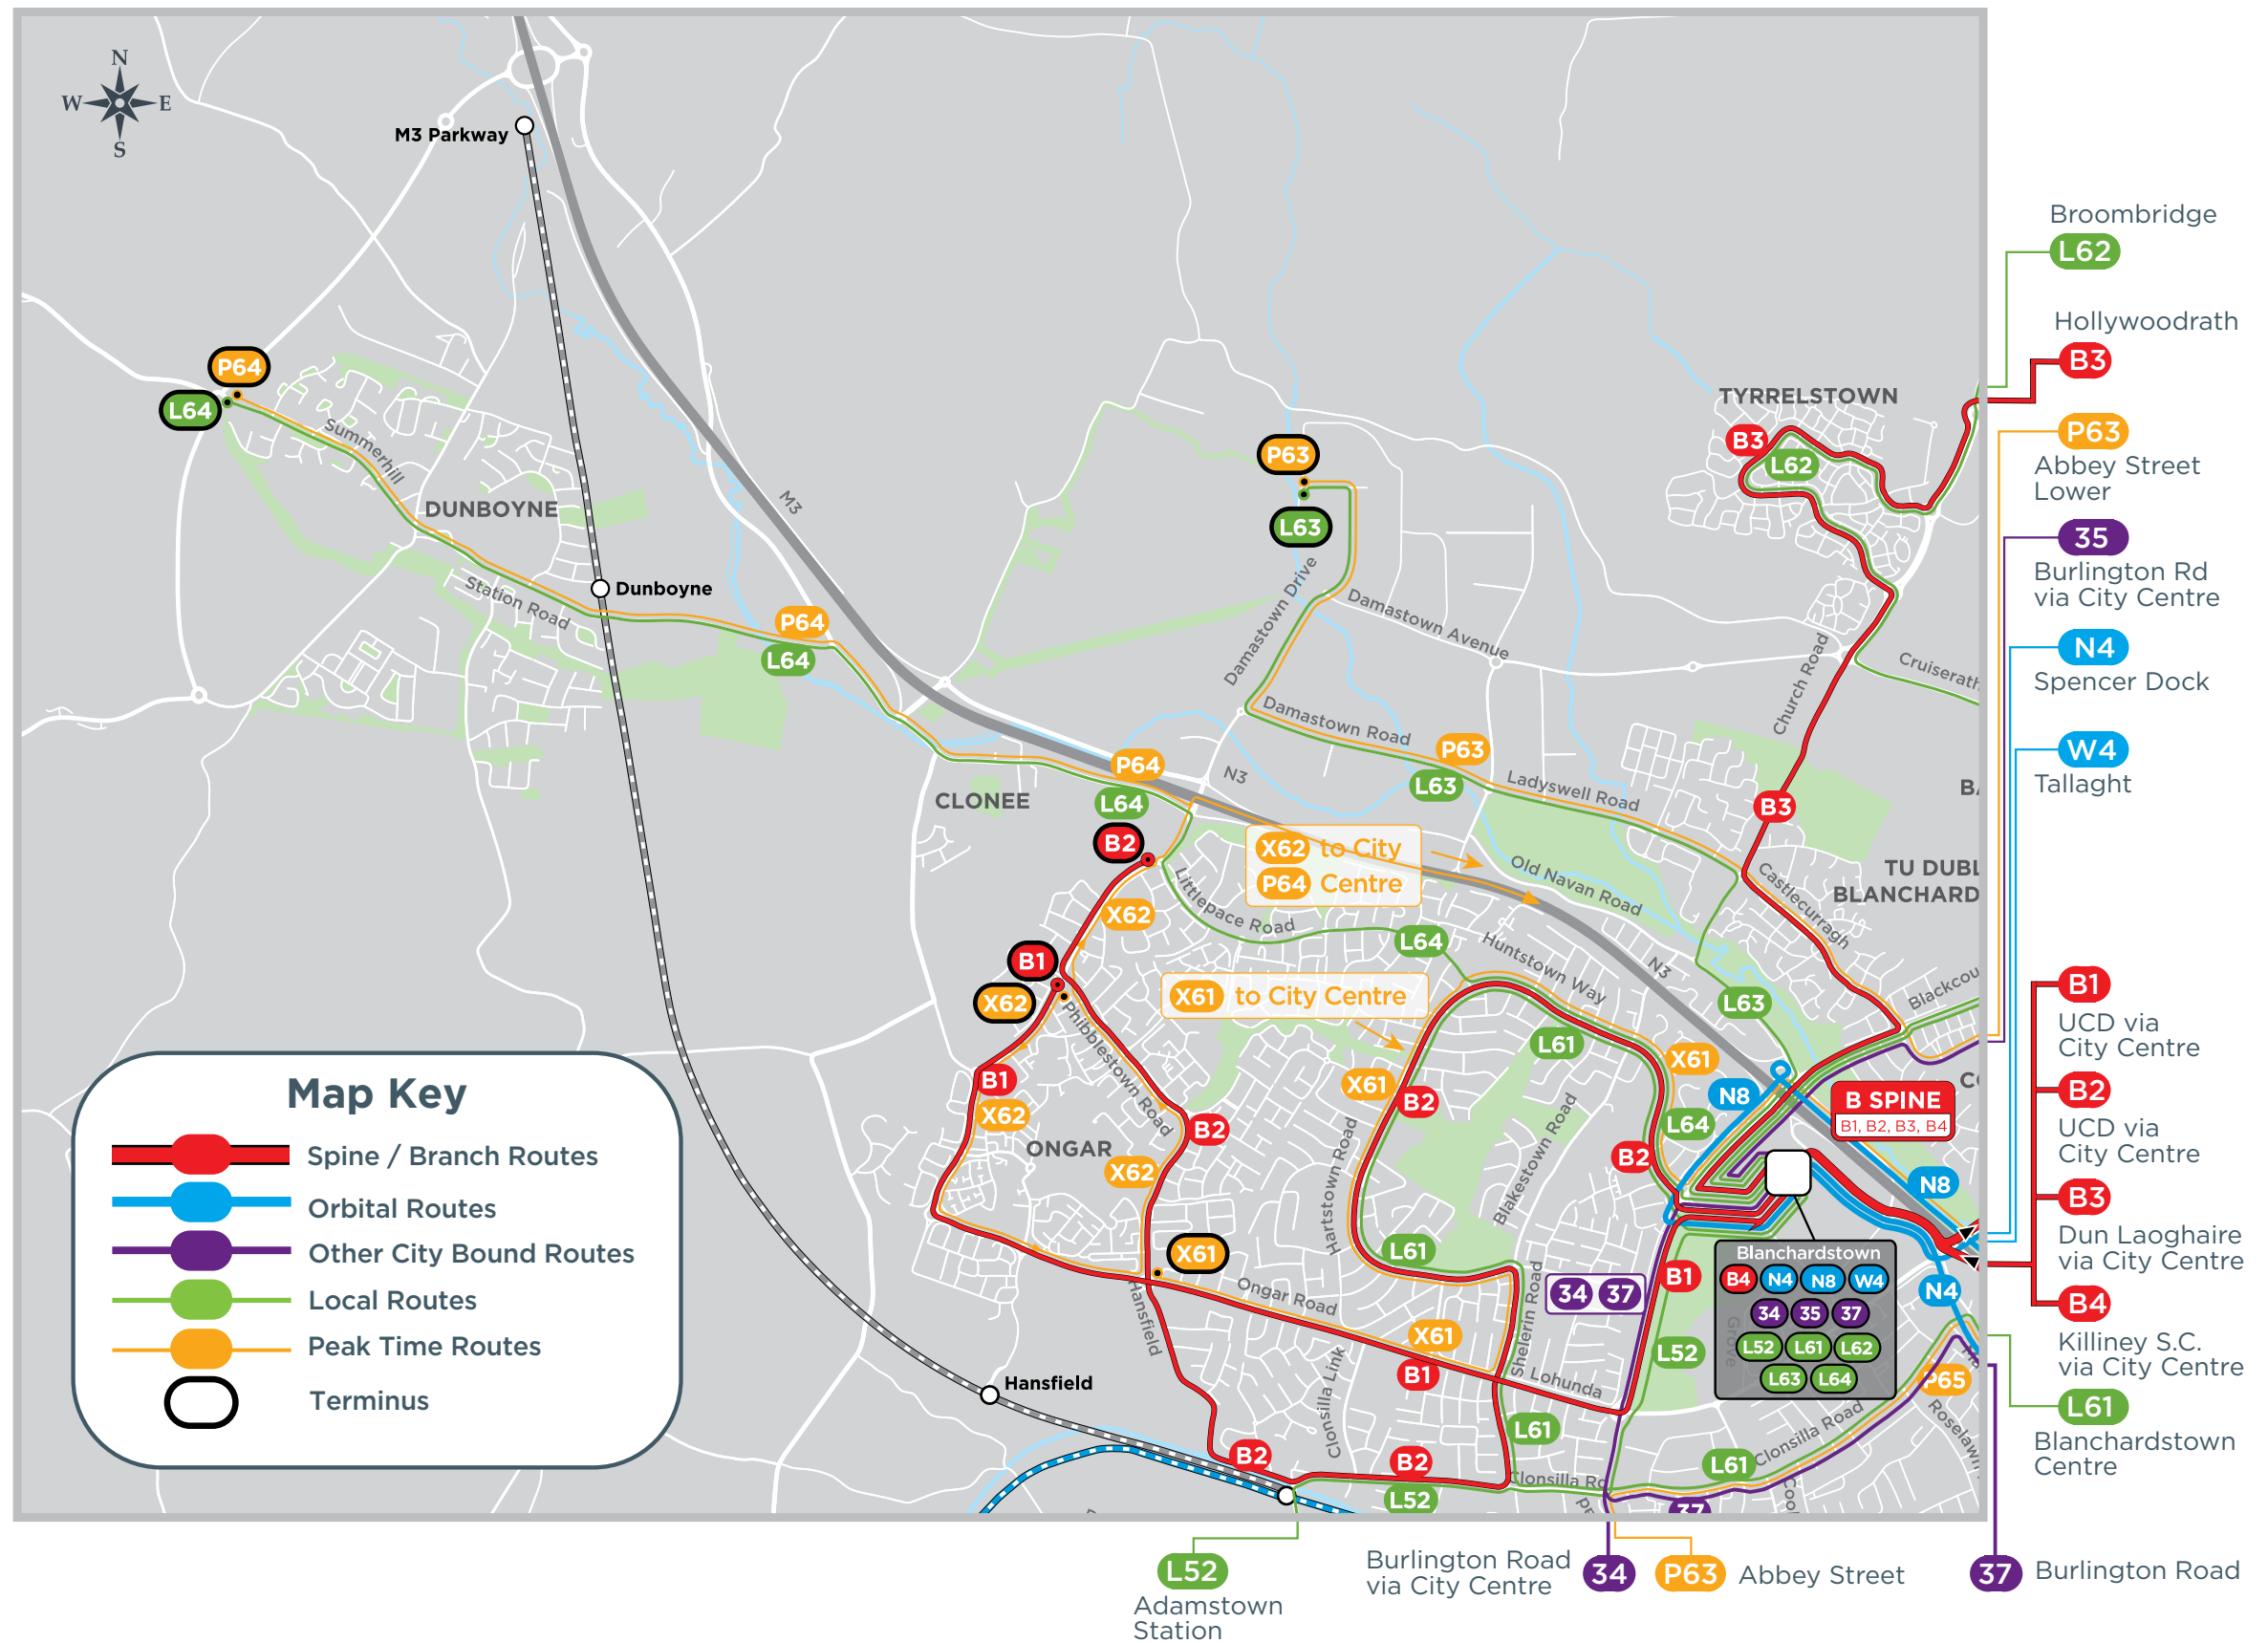 N
W E
S
M3 Parkway
Broombridge
L62
Hollywoodrath
B3
P63
Abbey Street
Lower
35
Burlington Rd
via City Centre
N4
Spencer Dock
W4
Tallaght
P64
L64
Summerhill
DUNBOYNE
Station Road
Dunboyne
M3
P64
L64
TYRRELSTOWN
B3
L62
P63
L63
Damastown Drive
Damastown Avenue
Church Road
Cruiserath
Damastown Road
P63
L63
Ladyswell Road
N3
P64
L64
CLONEE
B3
B2
X62 to City
P64 Centre
Old Navan Road
Castlecurragh
TU DUBL
BLANCHARD
X62
Littlepace Road
L64
Huntstown Way
N3
B1
X62
X61 to City Centre
L63
Blackcou
Phibblestown Road
L61
X61
B1
X62
X61
B2
N8
L64
B SPINE
B1, B2, B3, B4
B2
ONGAR
X62
Hartstown Road
Blakestown Road
B2
N8
B1
UCD via
City Centre
B2
UCD via
City Centre
B3
Dun Laoghaire
via City Centre
B4
Killiney S.C.
via City Centre
L61
Blanchardstown
Centre
X61
L61
Hansfield
Ongar Road
Shelerin Road
34 37
B1
Blanchardstown
B4 N4 N8 W4
34 35 37
L52 L61 L62
L63 L64
Grove
N4
X61
B1
L52
Lohunda
P65
Hansfield
Clonsilla Link
L61
Clonsilla Road
L61
Roselawn
B2
B2
L52
Clonsilla Rd
37
Map Key
Spine / Branch Routes
Orbital Routes
Other City Bound Routes
Local Routes
Peak Time Routes
Terminus
L52
Adamstown
Station
Burlington Road
via City Centre
34
P63
Abbey Street
37
Burlington Road